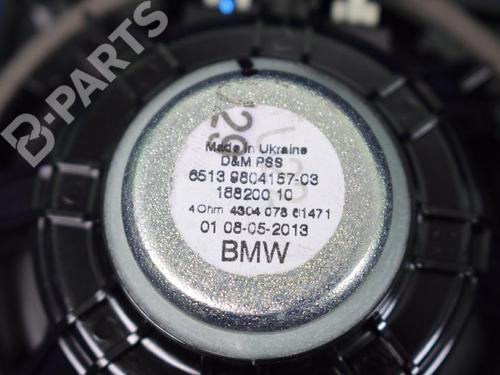 B-PARTS
Made in Ukraine
D&M PSS
6513 9804157-03
188200 10
4 Ohm 4304 078 61471
01 08-05-2013
BMW